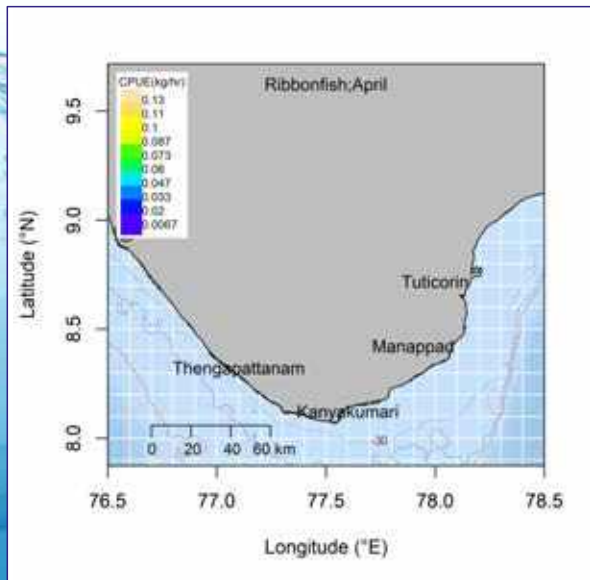 CPUE(kg/hr)
0.13
0.11
0.1
0.087
0.073
0.06
0.047
0.033
0.02
0.0067
Ribbonfish;April
Latitude (°N)
9.5
9.0
8.5
8.0
Tuticorin
Manappad
Thengapattanam
Kanyakumari
-30
0 20 40 60 km
76.5 77.0 77.5 78.0 78.5
Longitude (°E)